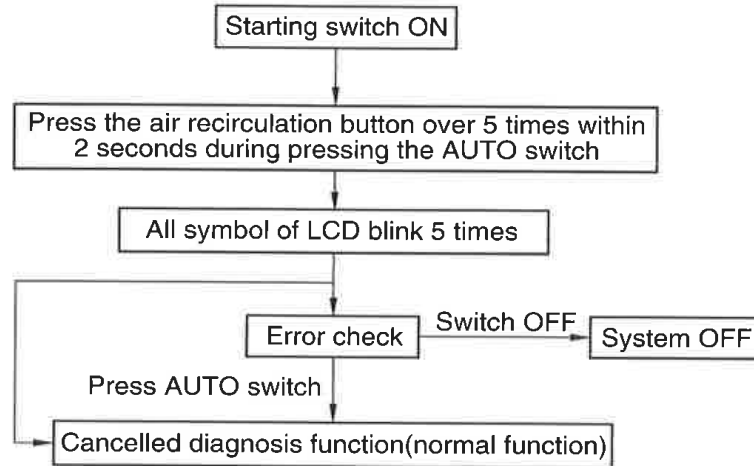 Starting switch ON
Press the air recirculation button over 5 times within
2 seconds during pressing the AUTO switch
All symbol of LCD blink 5 times
Error check
Switch OFF
System OFF
Press AUTO switch
Cancelled diagnosis function(normal function)